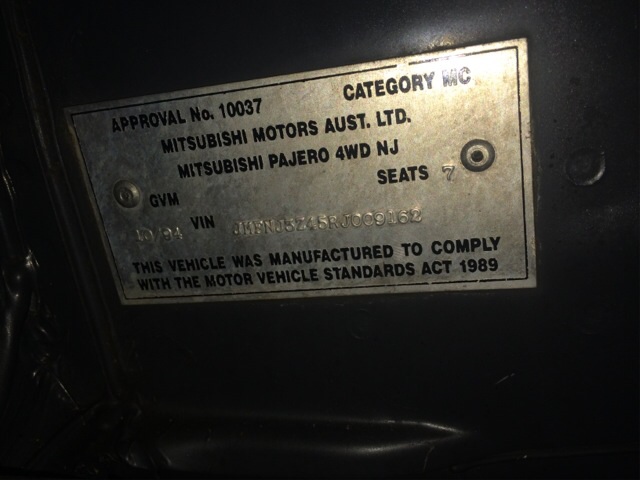 APPROVAL No. 10037 CATEGORY MC
MITSUBISHI MOTORS AUST. LTD.
MITSUBISHI PAJERO 4WD NJ
SEATS 7
GVM
10/94 VIN
THIS VEHICLE WAS MANUFACTURED TO COMPLY
WITH THE MOTOR VEHICLE STANDARDS ACT 1989